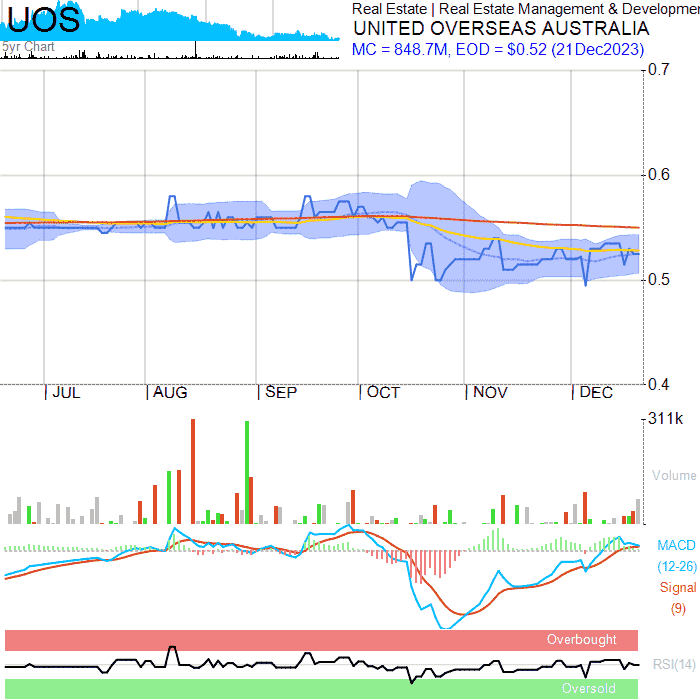 UOS
5yr Chart
Real Estate | Real Estate Management & Developmen
UNITED OVERSEAS AUSTRALIA
MC = 848.7M, EOD = $0.52 (21Dec2023)
0.7
0.6
0.5
0.4
JUL AUG SEP OCT NOV DEC
311k
Volume
MACD
(12-26)
Signal
(9)
Overbought
RSI(14)
Oversold